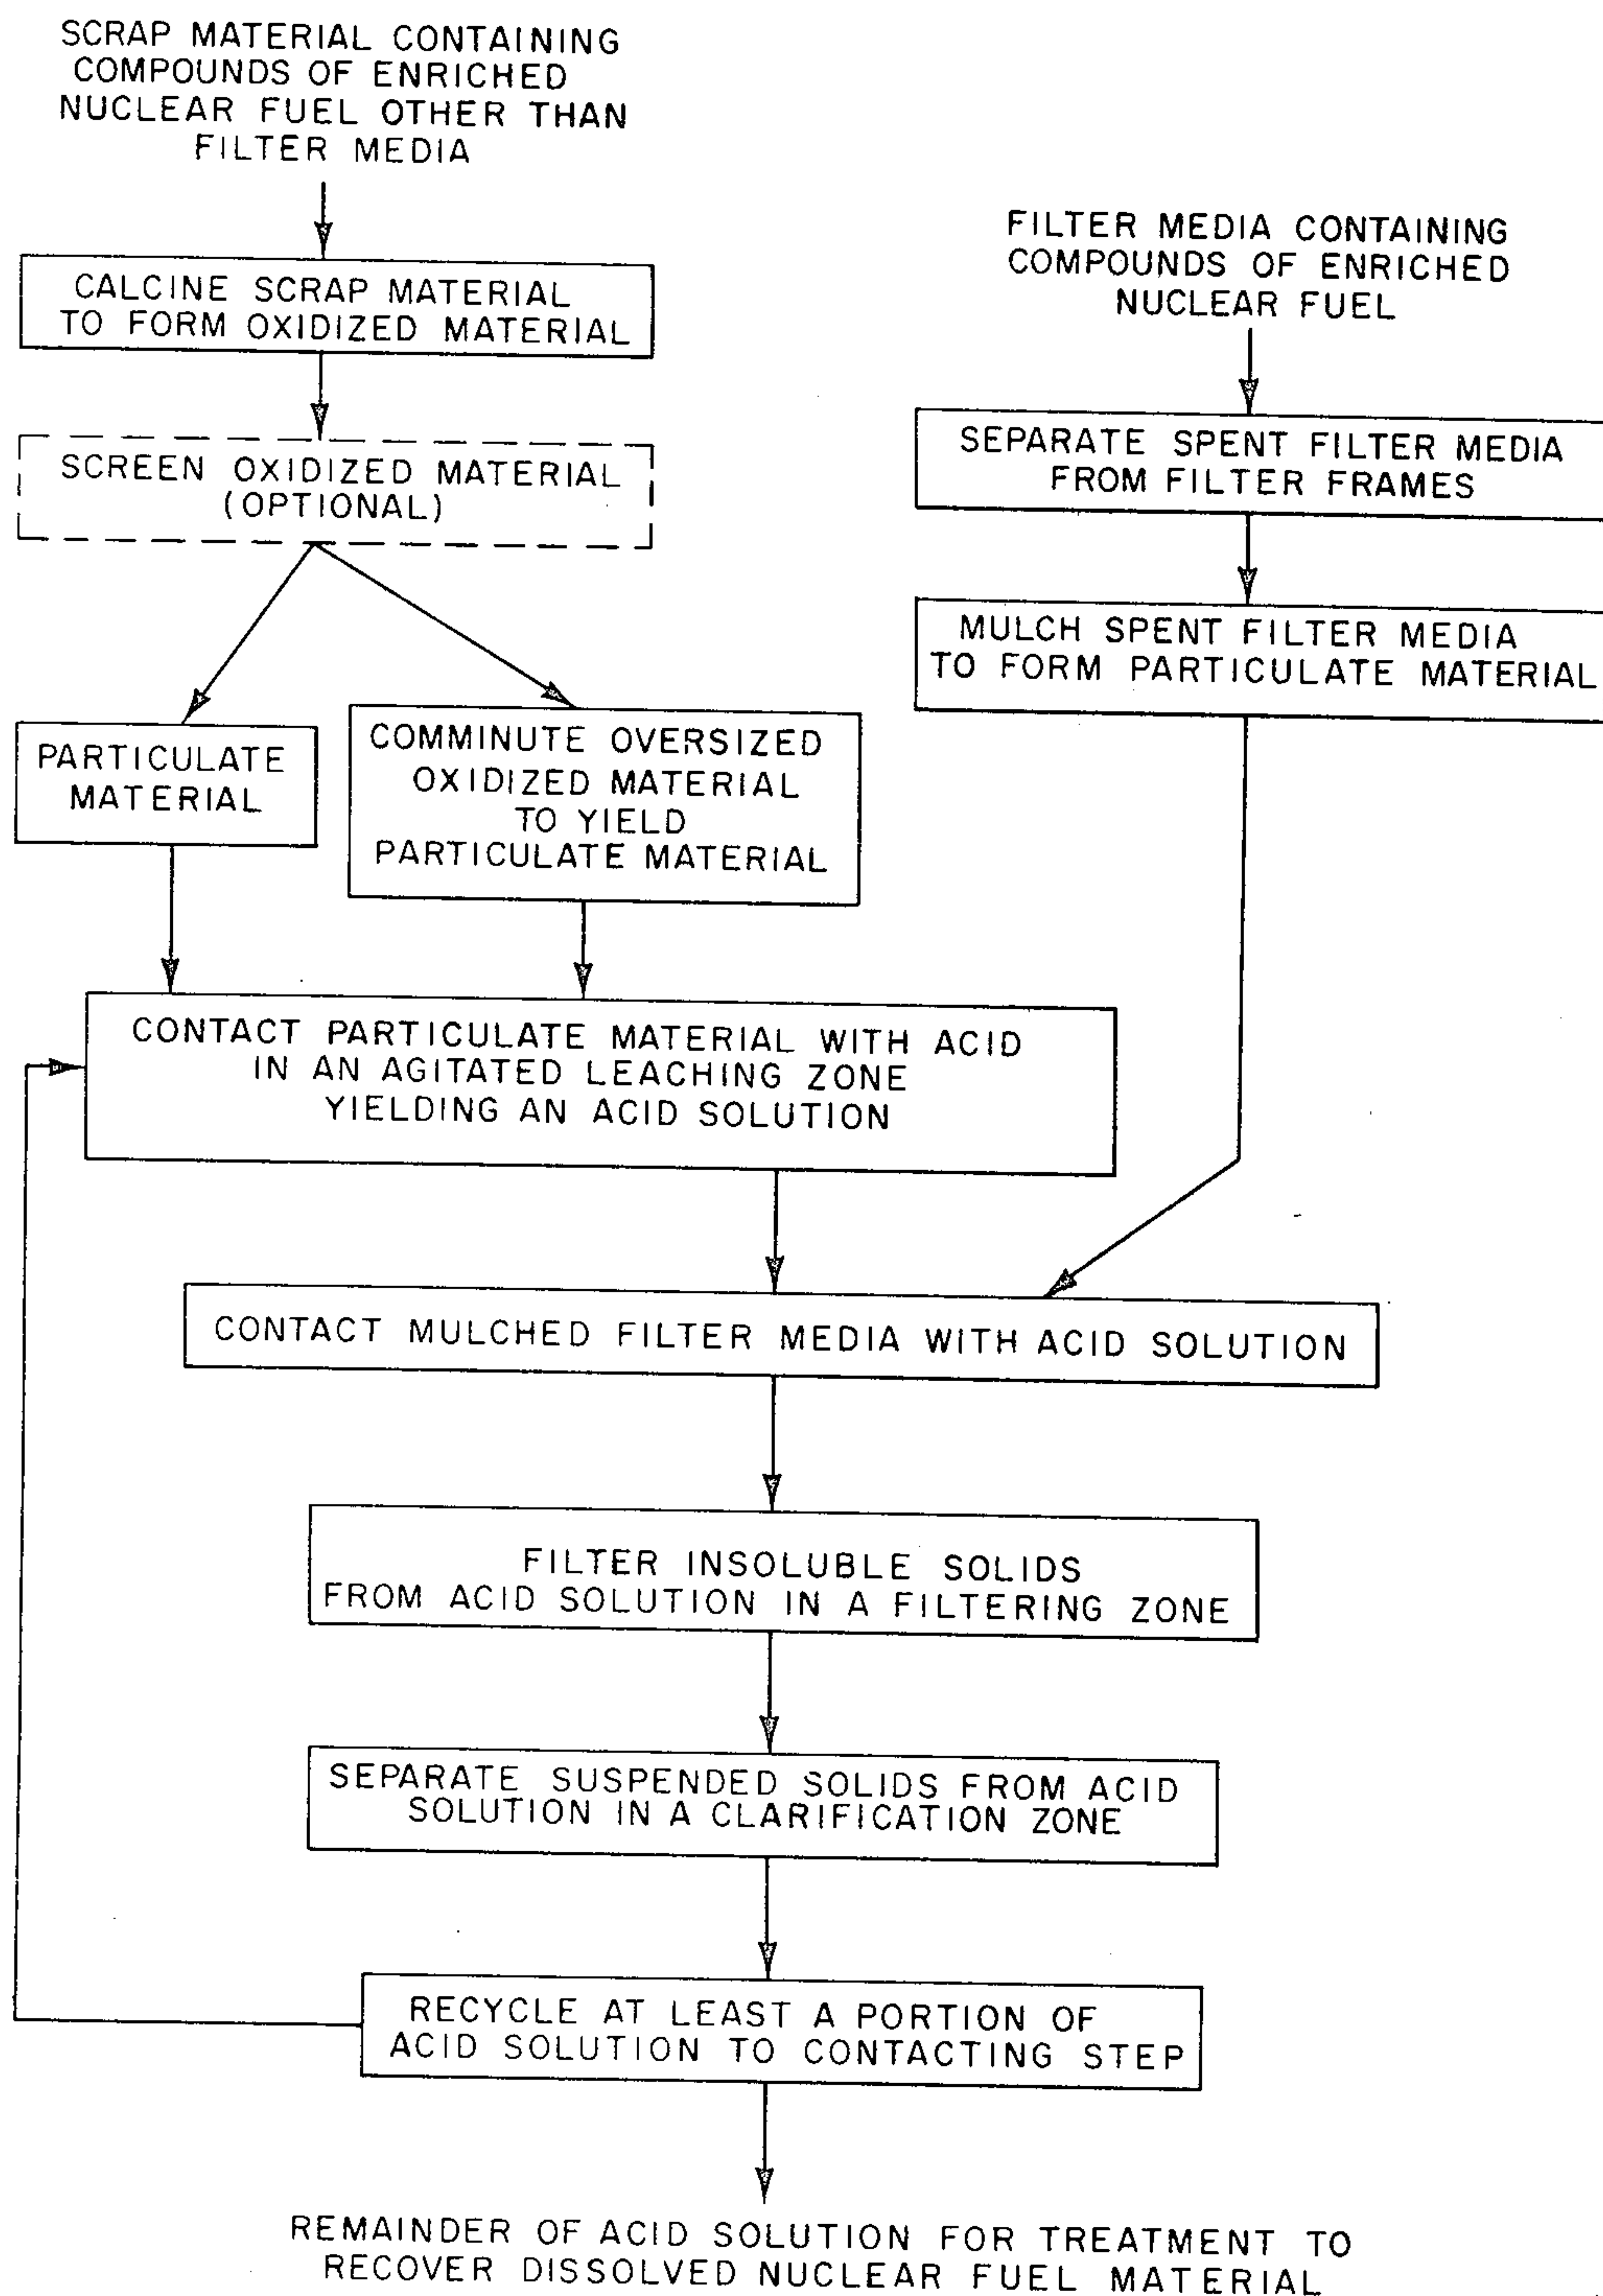 SCRAP MATERIAL CONTAINING
COMPOUNDS OF ENRICHED
NUCLEAR FUEL OTHER THAN
FILTER MEDIA
CALCINE SCRAP MATERIAL
TO FORM OXIDIZED MATERIAL
SCREEN OXIDIZED MATERIAL
(OPTIONAL)
FILTER MEDIA CONTAINING
COMPOUNDS OF ENRICHED
NUCLEAR FUEL
SEPARATE SPENT FILTER MEDIA
FROM FILTER FRAMES
MULCH SPENT FILTER MEDIA
TO FORM PARTICULATE MATERIAL
PARTICULATE
MATERIAL
COMMINUTE OVERSIZED
OXIDIZED MATERIAL
TO YIELD
PARTICULATE MATERIAL
CONTACT PARTICULATE MATERIAL WITH ACID
IN AN AGITATED LEACHING ZONE
YIELDING AN ACID SOLUTION
CONTACT MULCHED FILTER MEDIA WITH ACID SOLUTION
FILTER INSOLUBLE SOLIDS
FROM ACID SOLUTION IN A FILTERING ZONE
SEPARATE SUSPENDED SOLIDS FROM ACID
SOLUTION IN A CLARIFICATION ZONE
RECYCLE AT LEAST A PORTION OF
ACID SOLUTION TO CONTACTING STEP
REMAINDER OF ACID SOLUTION FOR TREATMENT TO
RECOVER DISSOLVED NUCLEAR FUEL MATERIAL